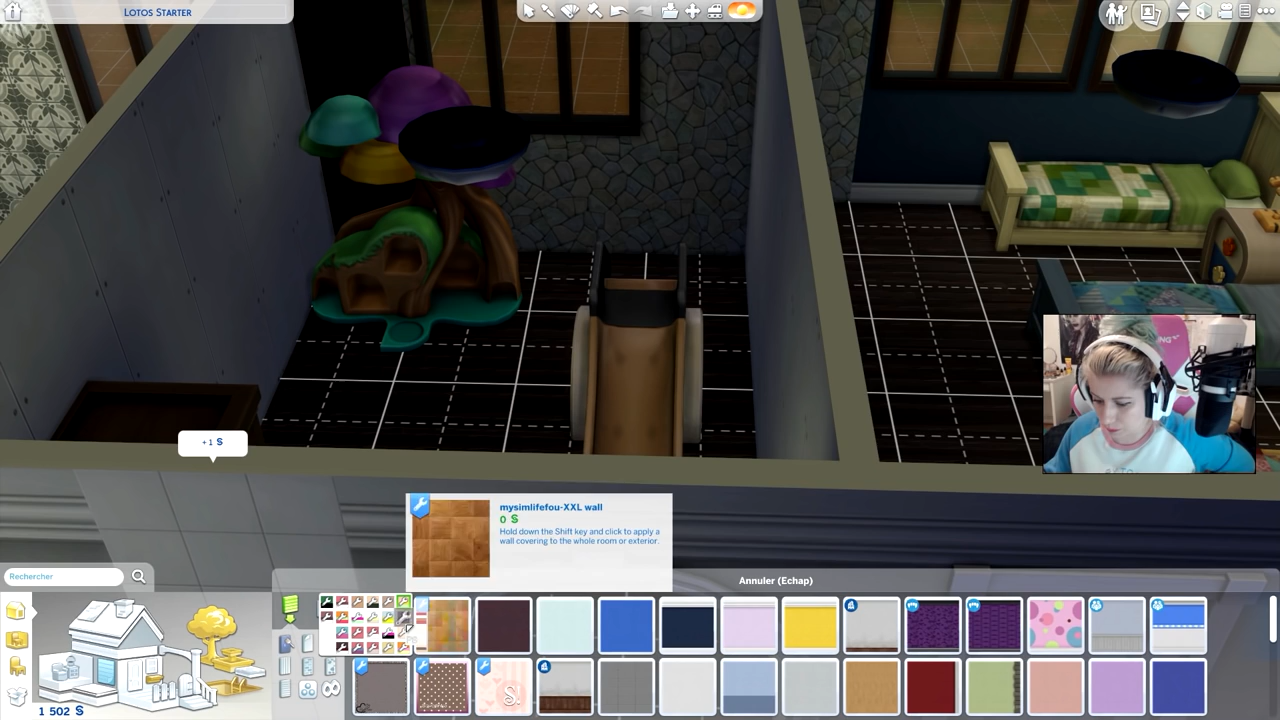 Lotos Starter
+1 $
mysimlifefou-XXL wall
0 $
Hold down the Shift key and click to apply a
wall covering to the whole room or exterior.
Rechercher
Annuler (Echap)
S!
1 502 $